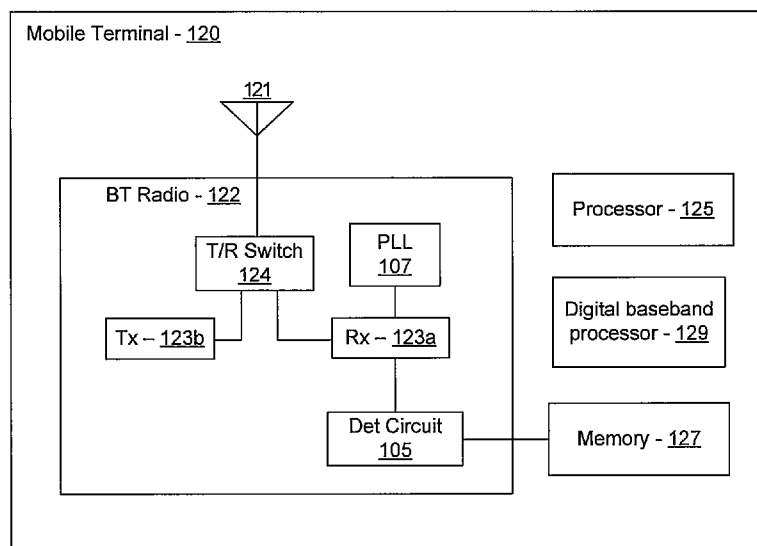 Mobile Terminal - 120
121
BT Radio - 122
T/R Switch
124
PLL
107
Tx – 123b
Rx – 123a
Det Circuit
105
Processor - 125
Digital baseband
processor - 129
Memory - 127